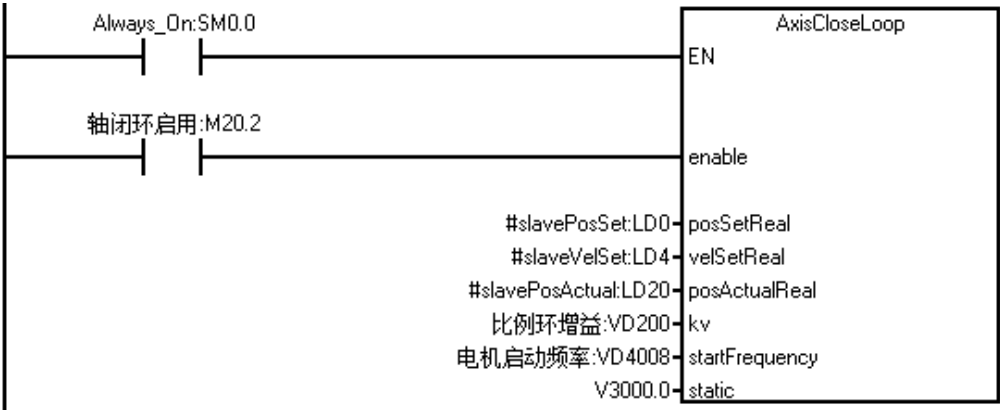 Always_On:SM0.0
AxisCloseLoop
EN
轴闭环启用:M20.2
enable
#slavePosSet:LD0 posSetReal
#slaveVelSet:LD4 velSetReal
#slavePosActual:LD20 posActualReal
比例环增益:VD200 kv
电机启动频率:VD4008 startFrequency
V3000.0 static